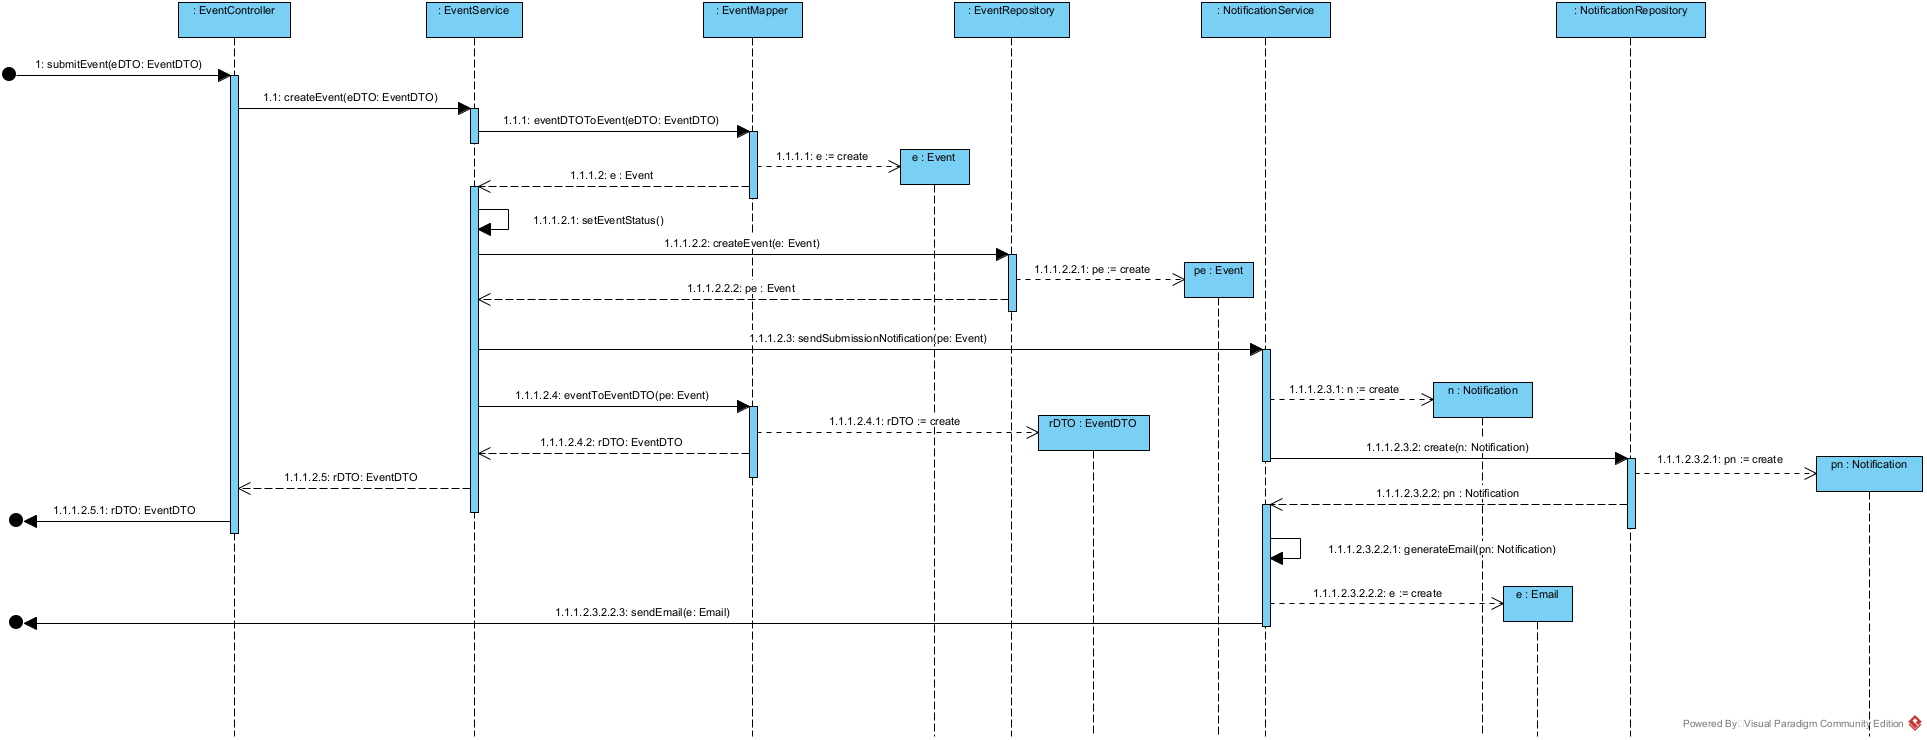 : EventController
: EventService
: EventMapper
: EventRepository
: NotificationService
: NotificationRepository
1: submitEvent(eDTO: EventDTO)
1.1: createEvent(eDTO: EventDTO)
1.1.1: eventDTOToEvent(eDTO: EventDTO)
1.1.1.1: e := create
e : Event
1.1.1.2: e : Event
1.1.1.2.1: setEventStatus()
1.1.1.2.2: createEvent(e: Event)
1.1.1.2.2.1: pe := create
pe : Event
1.1.1.2.2.2: pe : Event
1.1.1.2.3: sendSubmissionNotification(pe: Event)
1.1.1.2.3.1: n := create
n : Notification
1.1.1.2.4: eventToEventDTO(pe: Event)
1.1.1.2.4.1: rDTO := create
rDTO : EventDTO
1.1.1.2.4.2: rDTO: EventDTO
1.1.1.2.3.2: create(n: Notification)
1.1.1.2.3.2.1: pn := create
pn : Notification
1.1.1.2.5: rDTO: EventDTO
1.1.1.2.3.2.2: pn : Notification
1.1.1.2.5.1: rDTO: EventDTO
1.1.1.2.3.2.2.1: generateEmail(pn: Notification)
1.1.1.2.3.2.2.2: e := create
e : Email
1.1.1.2.3.2.2.3: sendEmail(e: Email)
Powered By Visual Paradigm Community Edition